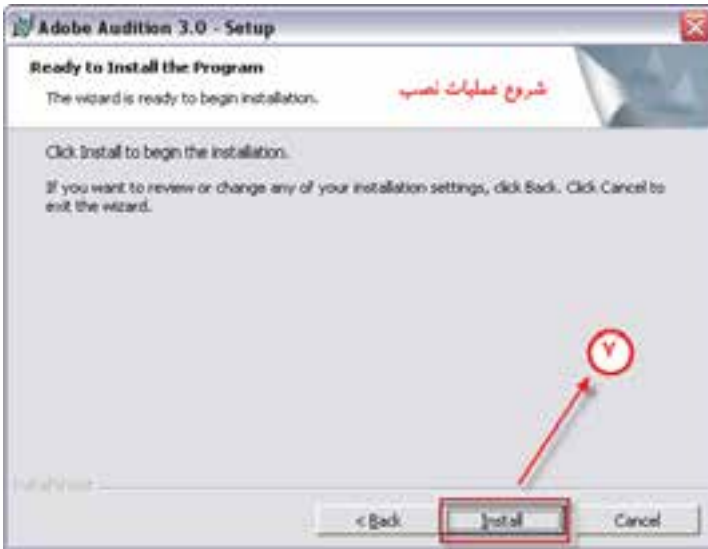 Adobe Audition 3.0 - Setup
Ready to Install the Program
The wizard is ready to begin installation.
شروع عملیات نصب
Click Install to begin the installation.
If you want to review or change any of your installation settings, click Back. Click Cancel to
exit the wizard.
۷
InstallShield
< Back
Install
Cancel